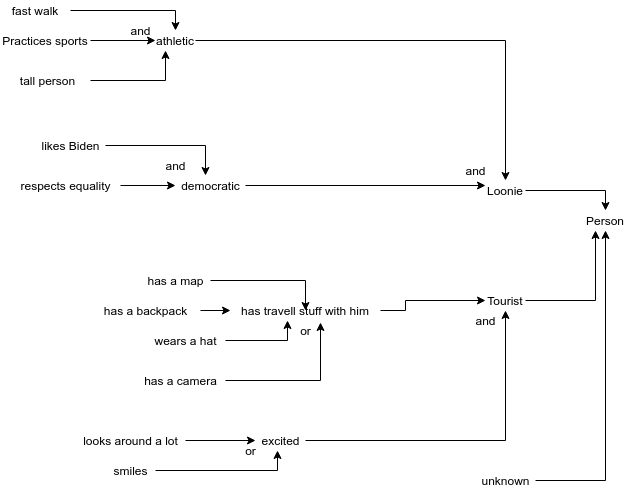 fast walk
and
Practices sports
athletic
tall person
likes Biden
and
respects equality
democratic
and
Loonie
Person
has a map
has a backpack
has travell stuff with him
Tourist
or
and
wears a hat
has a camera
looks around a lot
excited
or
smiles
unknown